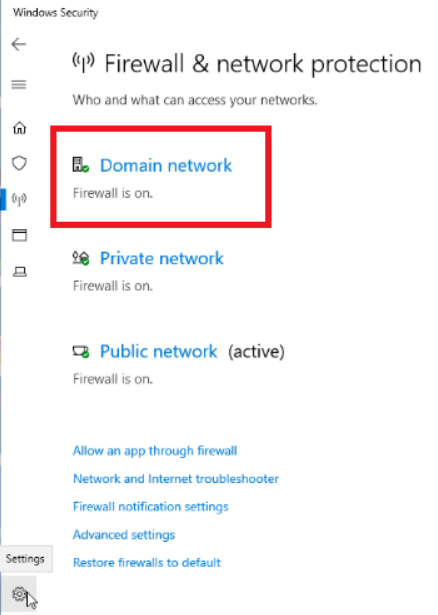 Windows Security
Firewall & network protection
Who and what can access your networks.
Domain network
Firewall is on.
Private network
Firewall is on.
Public network (active)
Firewall is on.
Allow an app through firewall
Network and Internet troubleshooter
Firewall notification settings
Advanced settings
Settings
Restore firewalls to default